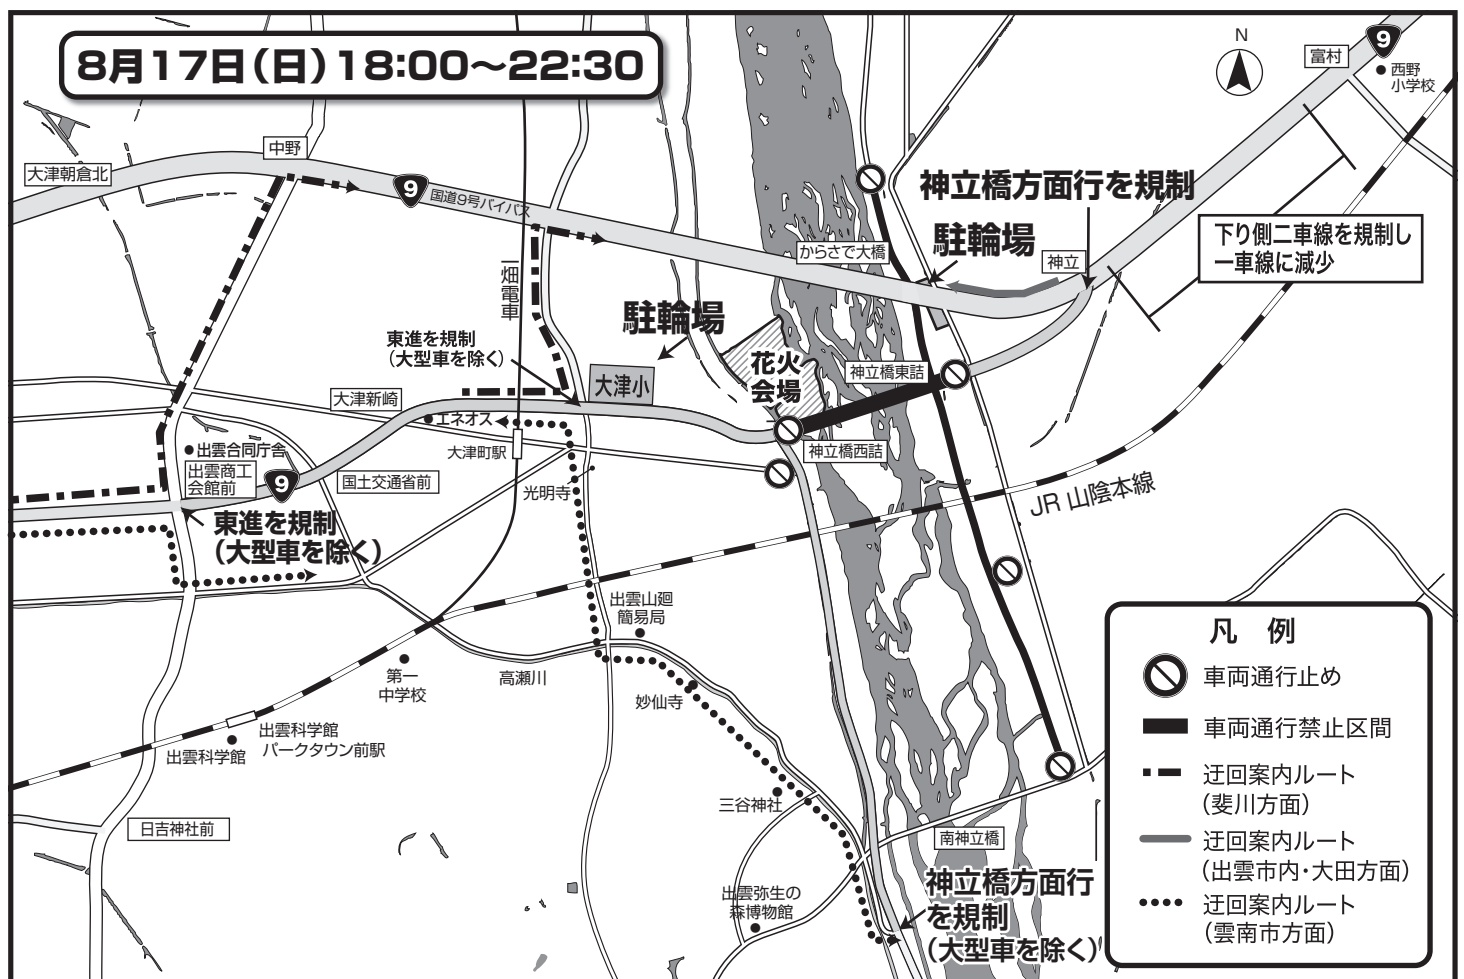 8月17日(日)18:00〜22:30
N
富村
9
西野
小学校
中野
大津朝倉北
9
国道9号バイパス
神立橋方面行を規制
駐輪場
からさで大橋
神立
下り側二車線を規制し
一車線に減少
一畑電車
駐輪場
東進を規制
(大型車を除く)
花火
会場
大津小
神立橋東詰
大津新崎
エネオス
大津町駅
神立橋西詰
出雲合同庁舎
出雲商工
会館前
9
国土交通省前
光明寺
JR 山陰本線
東進を規制
(大型車を除く)
出雲山廻
簡易局
第一
中学校
高瀬川
妙仙寺
出雲科学館
パークタウン前駅
出雲科学館
三谷神社
日吉神社前
南神立橋
出雲弥生の
森博物館
神立橋方面行
を規制
(大型車を除く)
凡 例
車両通行止め
車両通行禁止区間
迂回案内ルート
(斐川方面)
迂回案内ルート
(出雲市内・大田方面)
迂回案内ルート
(雲南市方面)